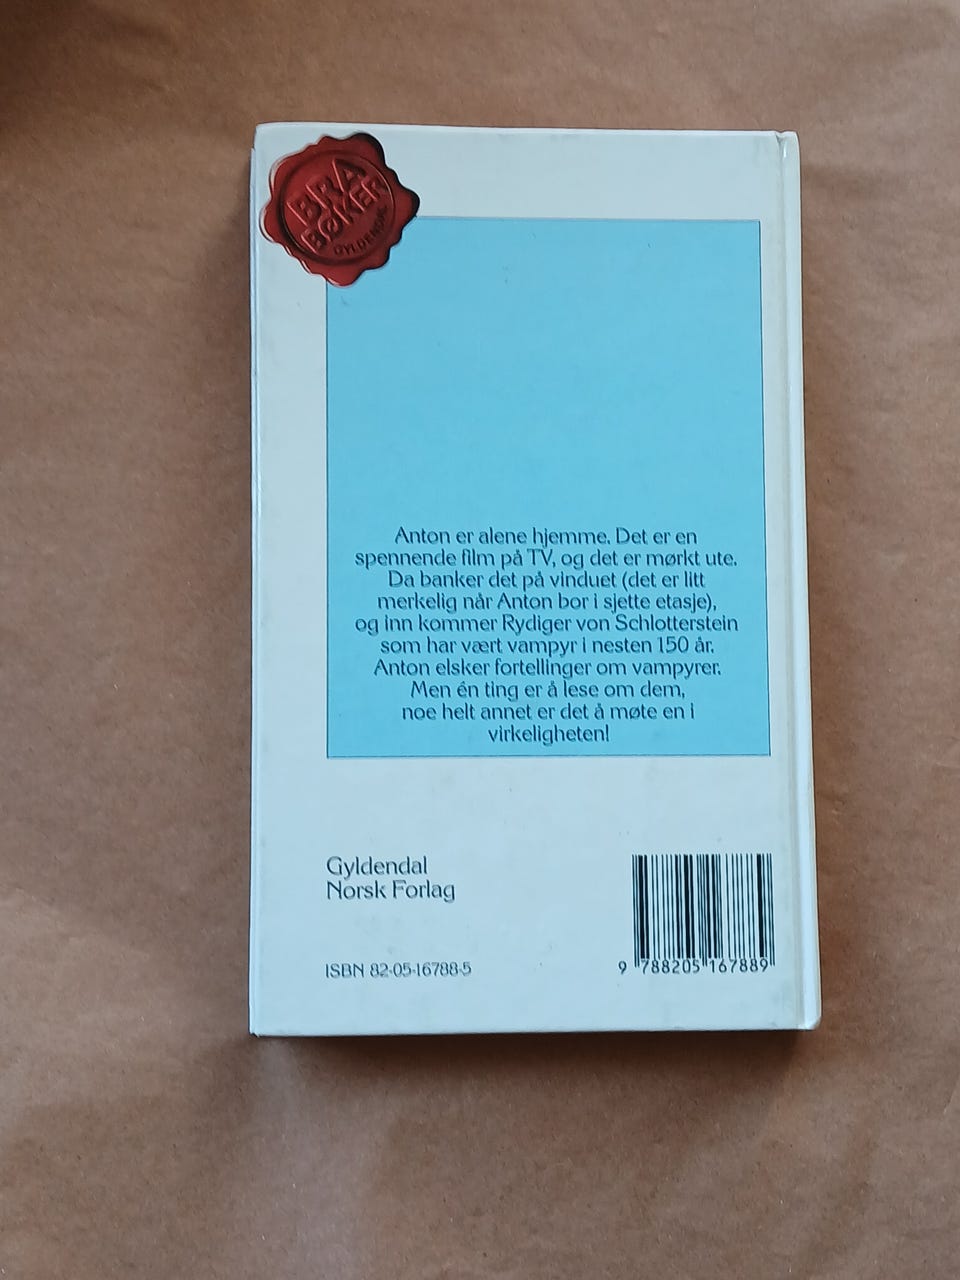 BRA
BØKER
GYLDENDAL
Anton er alene hjemme. Det er en
spennende film på TV, og det er mørkt ute.
Da banker det på vinduet (det er litt
merkelig når Anton bor i sjette etasje),
og inn kommer Rydiger von Schlotterstein
som har vært vampyr i nesten 150 år.
Anton elsker fortellinger om vampyrer.
Men én ting er å lese om dem,
noe helt annet er det å møte en i
virkeligheten!
Gyldendal
Norsk Forlag
ISBN 82-05-16788-5
9 788205 167889